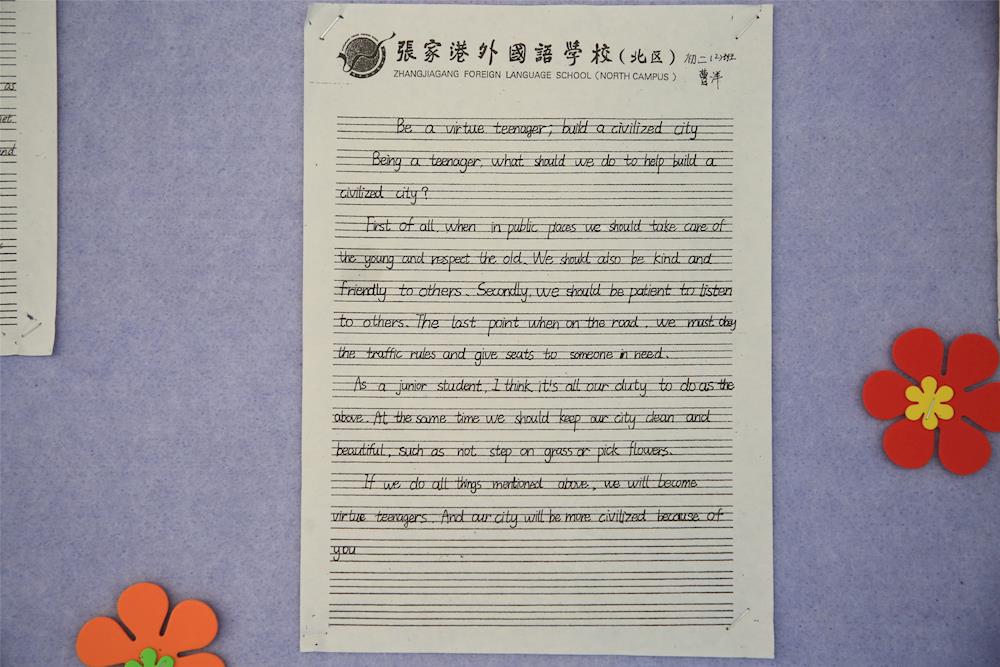 張家港外國語學校(北区) 初二(2)班
ZHANGJIAGANG FOREIGN LANGUAGE SCHOOL (NORTH CAMPUS)
曹洋
Be a virtue teenager; build a civilized city
Being a teenager, what should we do to help build a
civilized city?
First of all, when in public places we should take care of
the young and respect the old. We should also be kind and
friendly to others. Secondly, we should be patient to listen
to others. The last point when on the road, we must obey
the traffic rules and give seats to someone in need.
As a junior student, I think, it's all our duty to do as the
above. At the same time we should keep our city clean and
beautiful, such as not step on grass or pick flowers.
If we do all things mentioned above, we will become
virtue teenagers. And our city will be more civilized because of
you
as
nd